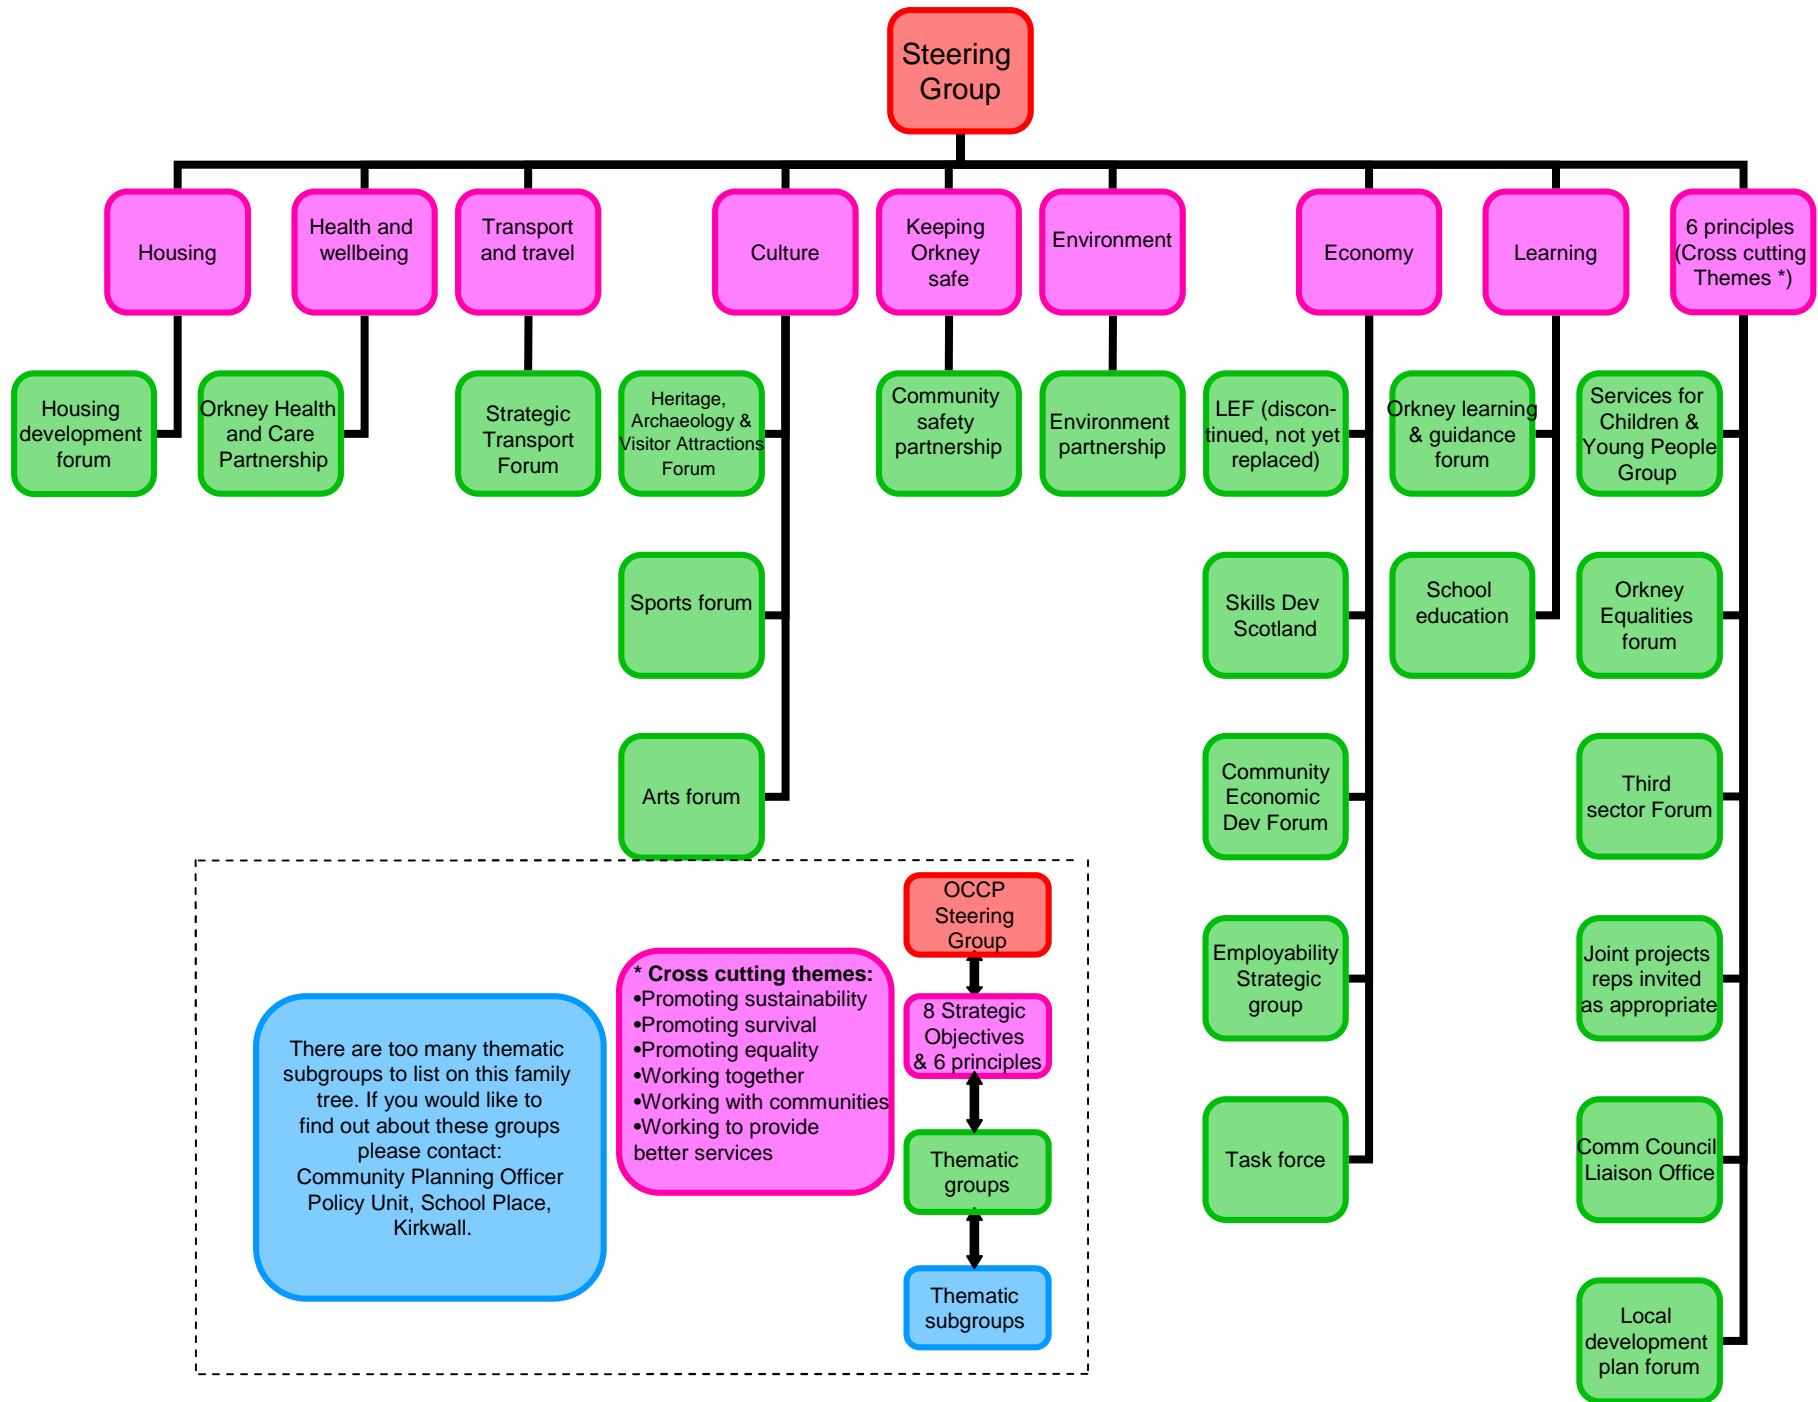 Steering
Group
Housing
Health and
wellbeing
Transport
and travel
Culture
Keeping
Orkney
safe
Environment
Economy
Learning
6 principles
(Cross cutting
Themes *)
Housing
development
forum
Orkney Health
and Care
Partnership
Strategic
Transport
Forum
Heritage,
Archaeology &
Visitor Attractions
Forum
Community
safety
partnership
Environment
partnership
LEF (discon-
tinued, not yet
replaced)
Orkney learning
& guidance
forum
Services for
Children &
Young People
Group
Sports forum
Skills Dev
Scotland
School
education
Orkney
Equalities
forum
Arts forum
Community
Economic
Dev Forum
Third
sector Forum
Employability
Strategic
group
Joint projects
reps invited
as appropriate
Task force
Comm Council
Liaison Office
Local
development
plan forum
There are too many thematic
subgroups to list on this family
tree. If you would like to
find out about these groups
please contact:
Community Planning Officer
Policy Unit, School Place,
Kirkwall.
* Cross cutting themes:
•Promoting sustainability
•Promoting survival
•Promoting equality
•Working together
•Working with communities
•Working to provide
better services
OCCP
Steering
Group
8 Strategic
Objectives
& 6 principles
Thematic
groups
Thematic
subgroups